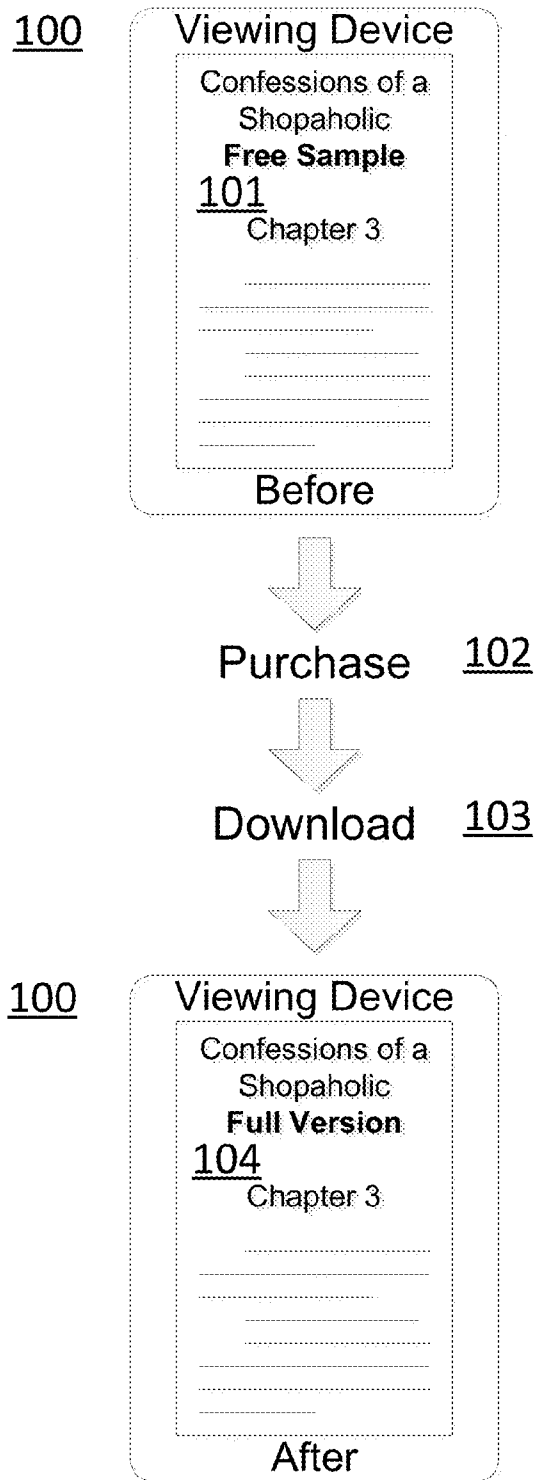 100
Viewing Device
Confessions of a
Shopaholic
Free Sample
101
Chapter 3
Before
Purchase 102
Download 103
100
Viewing Device
Confessions of a
Shopaholic
Full Version
104
Chapter 3
After